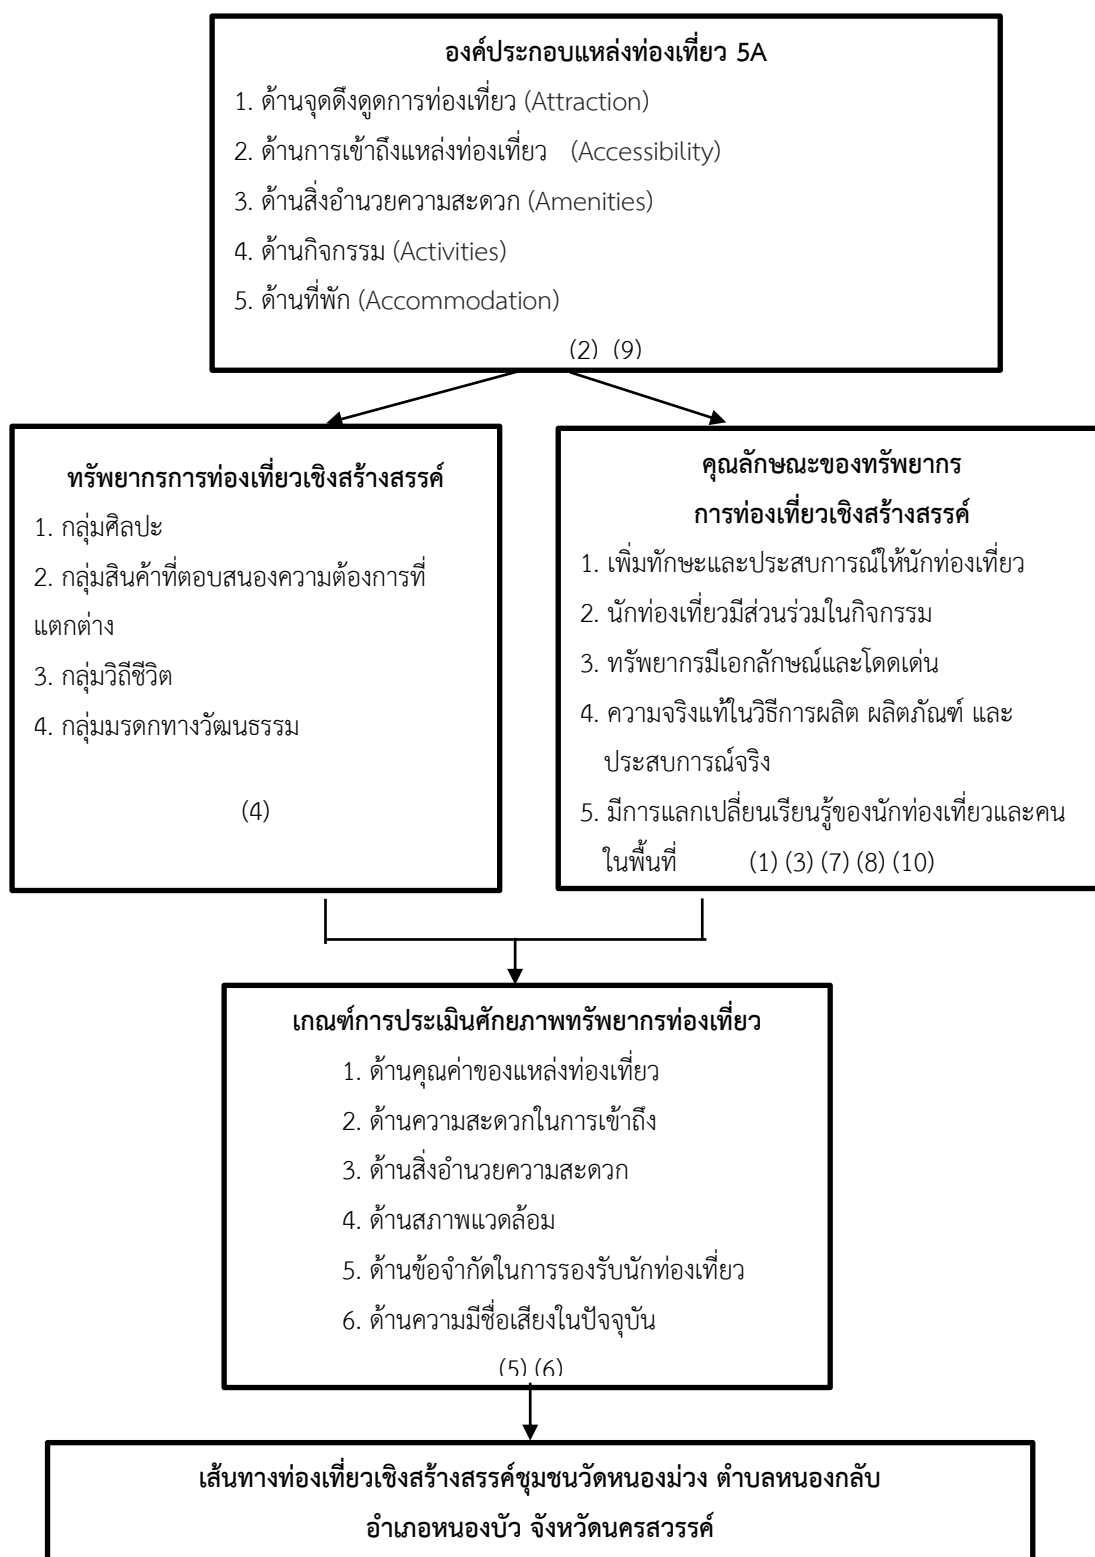 องค์ประกอบแหล่งท่องเที่ยว 5A
1. ด้านจุดดึงดูดการท่องเที่ยว (Attraction)
2. ด้านการเข้าถึงแหล่งท่องเที่ยว (Accessibility)
3. ด้านสิ่งอำนวยความสะดวก (Amenities)
4. ด้านกิจกรรม (Activities)
5. ด้านที่พัก (Accommodation)
(2) (9)
ทรัพยากรการท่องเที่ยวเชิงสร้างสรรค์
1. กลุ่มศิลปะ
2. กลุ่มสินค้าที่ตอบสนองความต้องการที่
แตกต่าง
3. กลุ่มวิถีชีวิต
4. กลุ่มมรดกทางวัฒนธรรม
(4)
คุณลักษณะของทรัพยากร
การท่องเที่ยวเชิงสร้างสรรค์
1. เพิ่มทักษะและประสบการณ์ให้นักท่องเที่ยว
2. นักท่องเที่ยวมีส่วนร่วมในกิจกรรม
3. ทรัพยากรมีเอกลักษณ์และโดดเด่น
4. ความจริงแท้ในวิธีการผลิต ผลิตภัณฑ์ และ
ประสบการณ์จริง
5. มีการแลกเปลี่ยนเรียนรู้ของนักท่องเที่ยวและคน
ในพื้นที่ (1) (3) (7) (8) (10)
เกณฑ์การประเมินศักยภาพทรัพยากรท่องเที่ยว
1. ด้านคุณค่าของแหล่งท่องเที่ยว
2. ด้านความสะดวกในการเข้าถึง
3. ด้านสิ่งอำนวยความสะดวก
4. ด้านสภาพแวดล้อม
5. ด้านข้อจำกัดในการรองรับนักท่องเที่ยว
6. ด้านความมีชื่อเสียงในปัจจุบัน
(5) (6)
เส้นทางท่องเที่ยวเชิงสร้างสรรค์ชุมชนวัดหนองม่วง ตำบลหนองกลับ
อำเภอหนองบัว จังหวัดนครสวรรค์